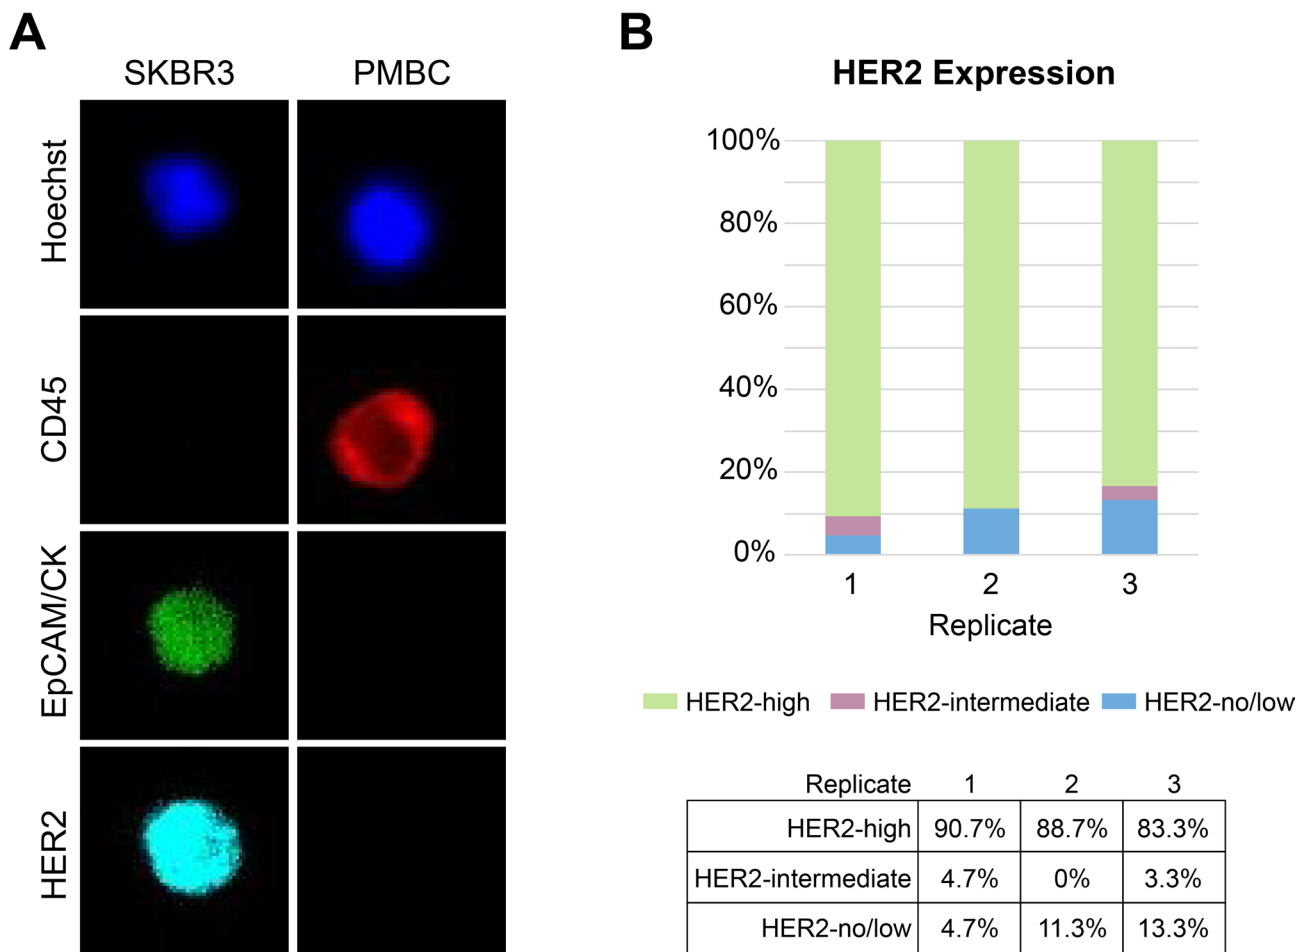 A
SKBR3 PMBC
Hoechst
CD45
EpCAM/CK
HER2
B
HER2 Expression
100%
80%
60%
40%
20%
0%
1 2 3
Replicate
HER2-high HER2-intermediate HER2-no/low
Replicate 1 2 3
HER2-high 90.7% 88.7% 83.3%
HER2-intermediate 4.7% 0% 3.3%
HER2-no/low 4.7% 11.3% 13.3%